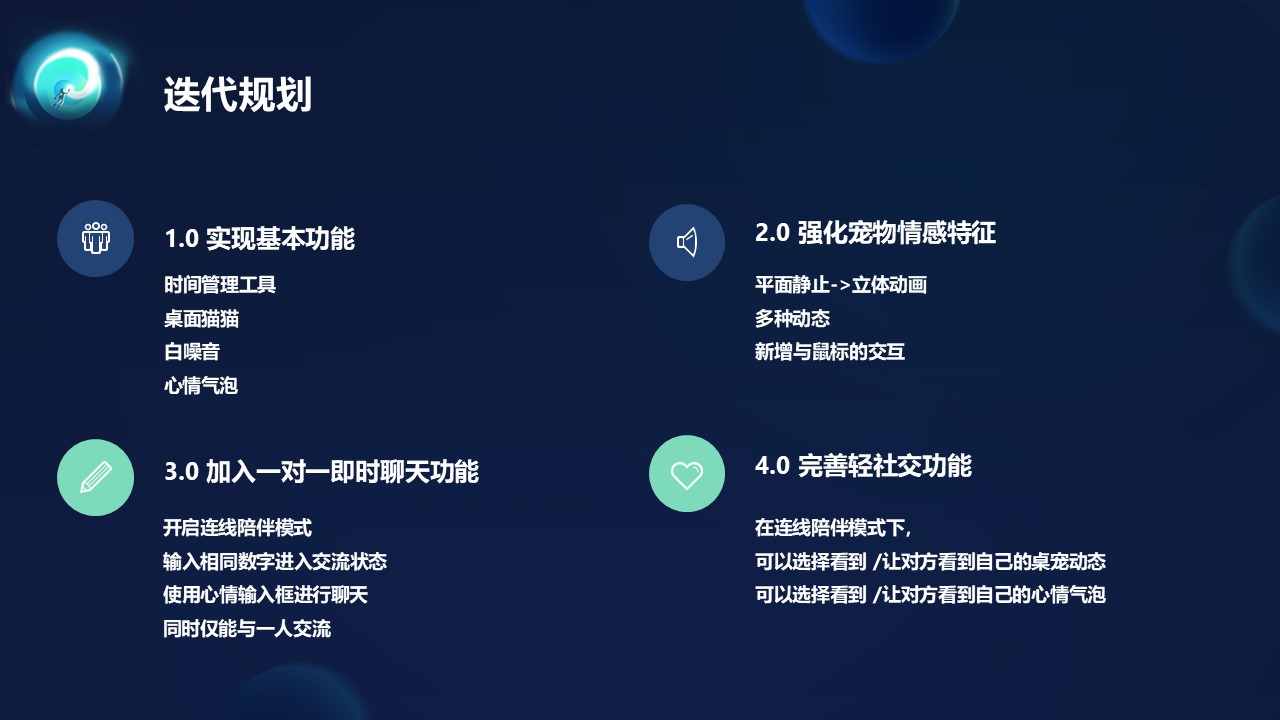 迭代规划
1.0 实现基本功能
时间管理工具
桌面猫猫
白噪音
心情气泡
2.0 强化宠物情感特征
平面静止->立体动画
多种动态
新增与鼠标的交互
3.0 加入一对一即时聊天功能
开启连线陪伴模式
输入相同数字进入交流状态
使用心情输入框进行聊天
同时仅能与一人交流
4.0 完善轻社交功能
在连线陪伴模式下,
可以选择看到 /让对方看到自己的桌宠动态
可以选择看到 /让对方看到自己的心情气泡